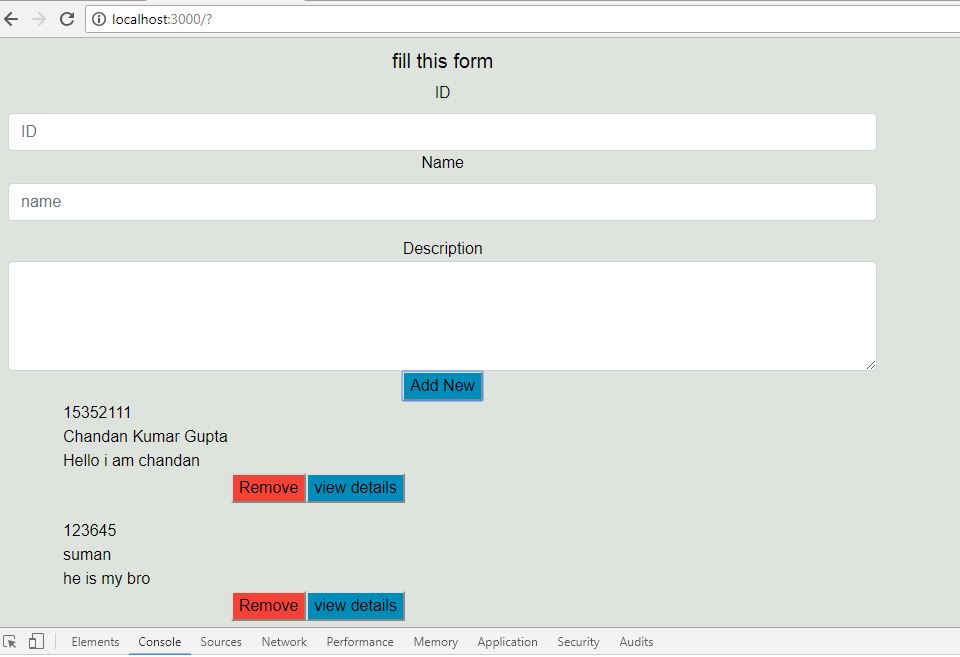 localhost:3000/?
fill this form
ID
ID
Name
name
Description
Add New
15352111
Chandan Kumar Gupta
Hello i am chandan
Remove view details
123645
suman
he is my bro
Remove view details
Elements Console Sources Network Performance Memory Application Security Audits